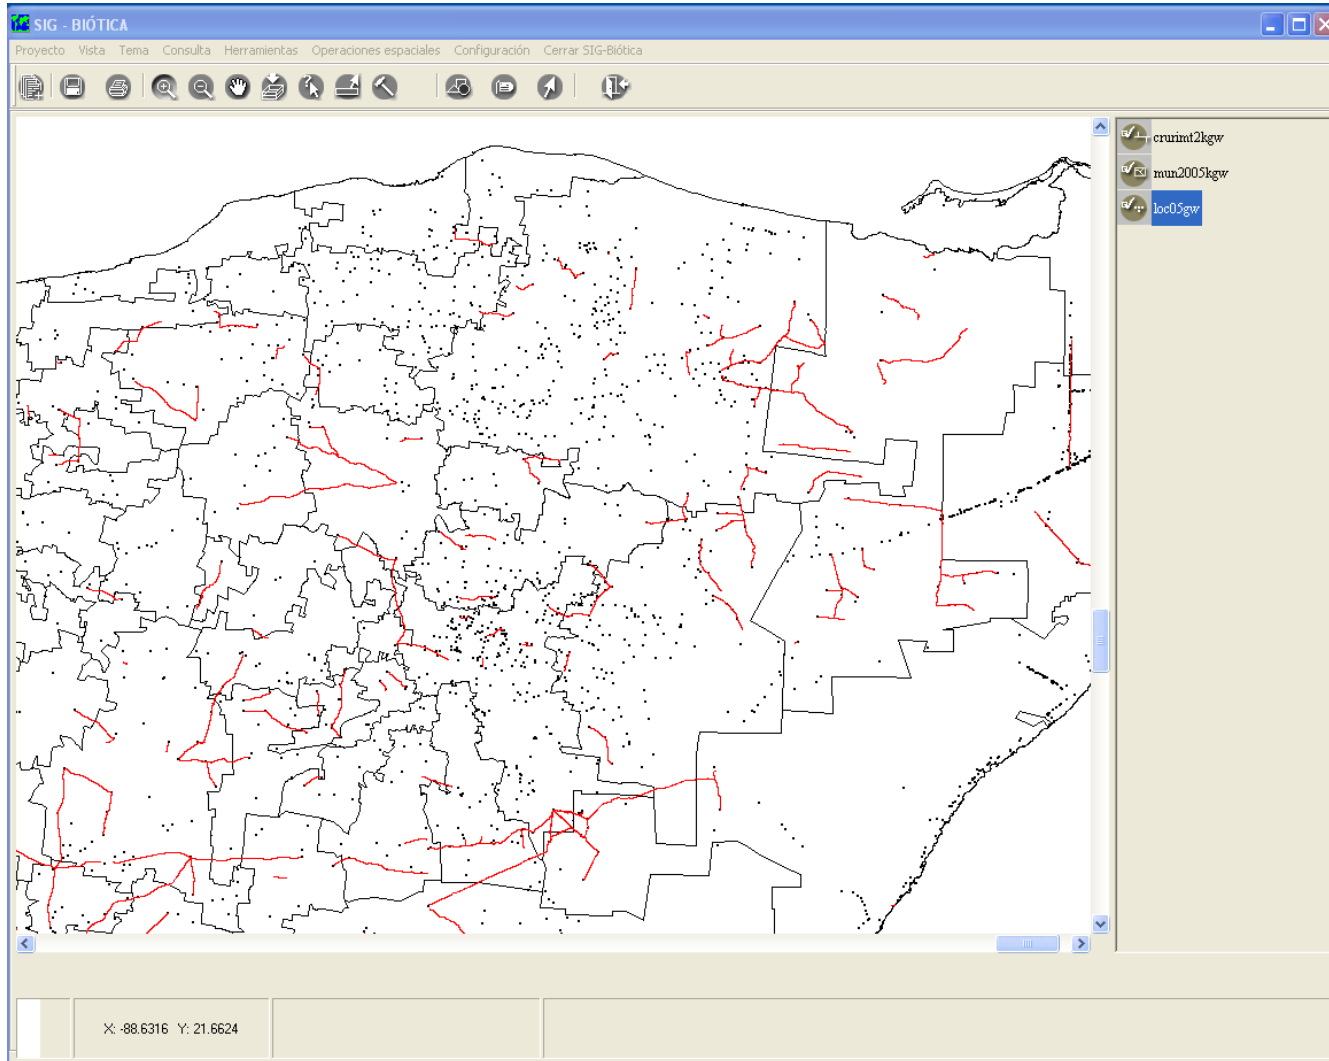 SIG - BIÓTICA
Proyecto Vista Tema Consulta Herramientas Operaciones espaciales Configuración Cerrar SIG-Biótica
crurimt2kgw
mun2005kgw
loc05gw
X: -88.6316 Y: 21.6624